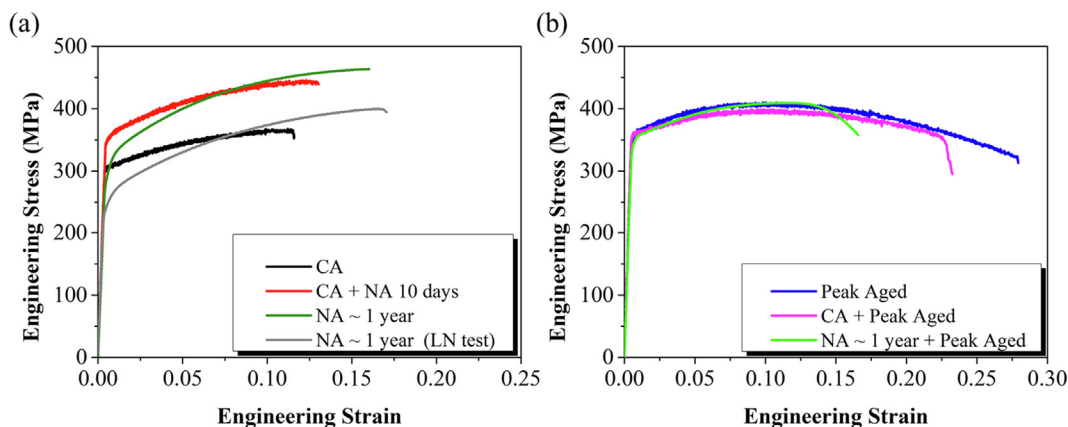 (a)
500
400
300
200
100
0
Engineering Stress (MPa)
CA
CA + NA 10 days
NA ~ 1 year
NA ~ 1 year (LN test)
0.00 0.05 0.10 0.15 0.20 0.25
Engineering Strain
(b)
500
400
300
200
100
0
Engineering Stress (MPa)
Peak Aged
CA + Peak Aged
NA ~ 1 year + Peak Aged
0.00 0.05 0.10 0.15 0.20 0.25 0.30
Engineering Strain